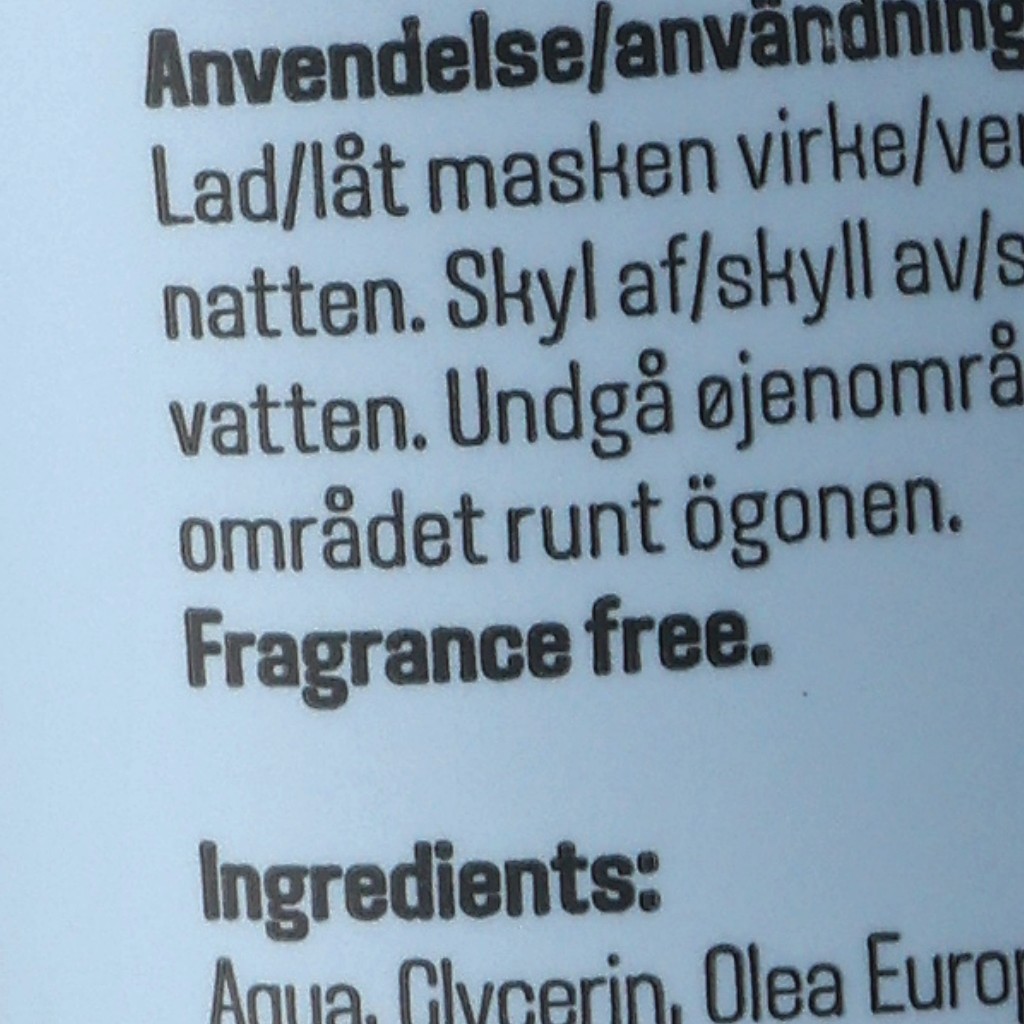 Anvendelse/användning
Lad/låt masken virke/ver
natten. Skyl af/skyll av/s
vatten. Undgå øjenområ
området runt ögonen.
Fragrance free.
Ingredients:
Aqua, Glycerin, Olea Europ